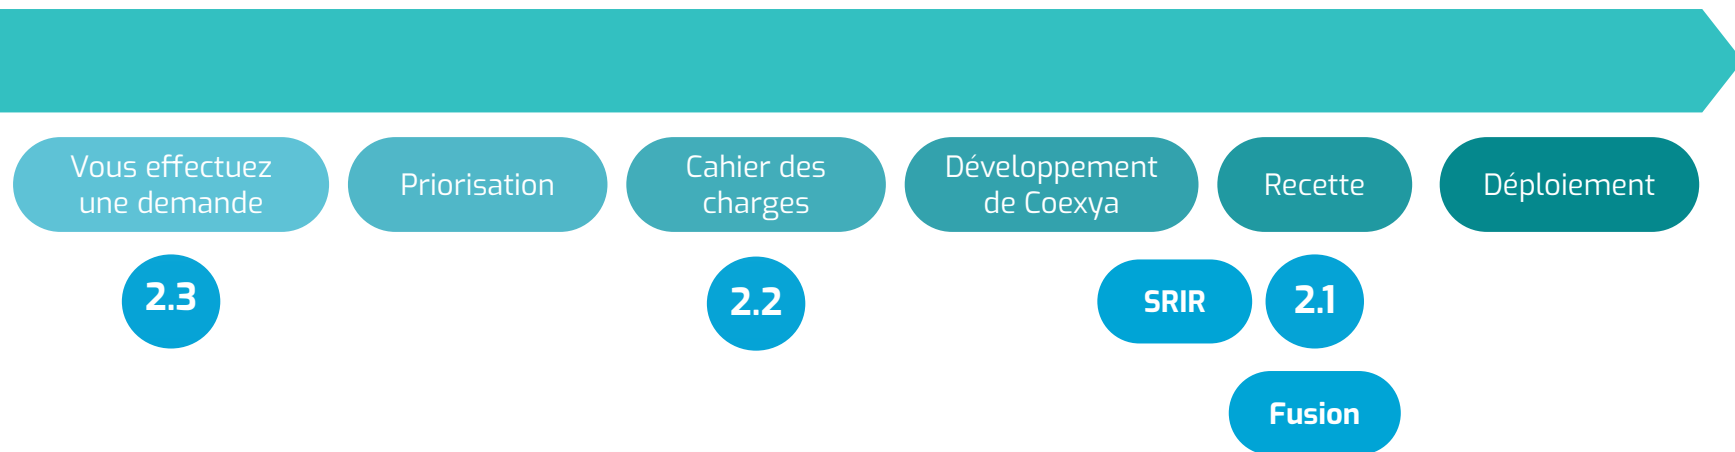 Vous effectuez
une demande
Priorisation
Cahier des
charges
Développement
de Coexya
Recette
Déploiement
2.3
2.2
SRIR
2.1
Fusion